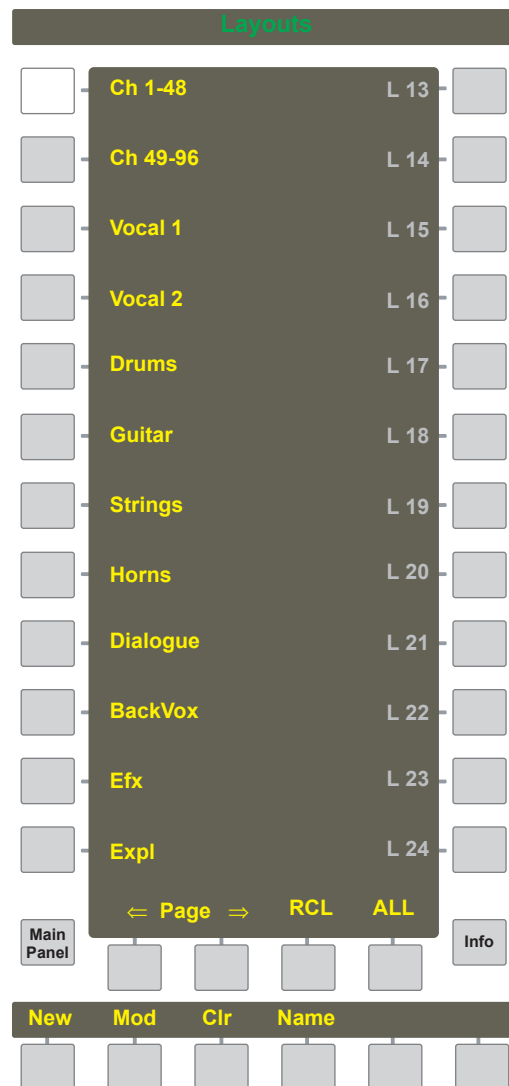 Layouts
Ch 1-48 L 13
Ch 49-96 L 14
Vocal 1 L 15
Vocal 2 L 16
Drums L 17
Guitar L 18
Strings L 19
Horns L 20
Dialogue L 21
BackVox L 22
Efx L 23
Expl L 24
⇐ Page ⇒ RCL ALL
Main
Panel
Info
New Mod Clr Name